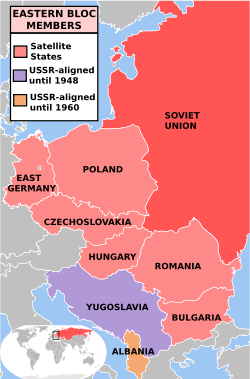 EASTERN BLOC
MEMBERS
Satellite
States
USSR-aligned
until 1948
USSR-aligned
until 1960
SOVIET
UNION
POLAND
EAST
GERMANY
CZECHOSLOVAKIA
HUNGARY
ROMANIA
YUGOSLAVIA
BULGARIA
ALBANIA